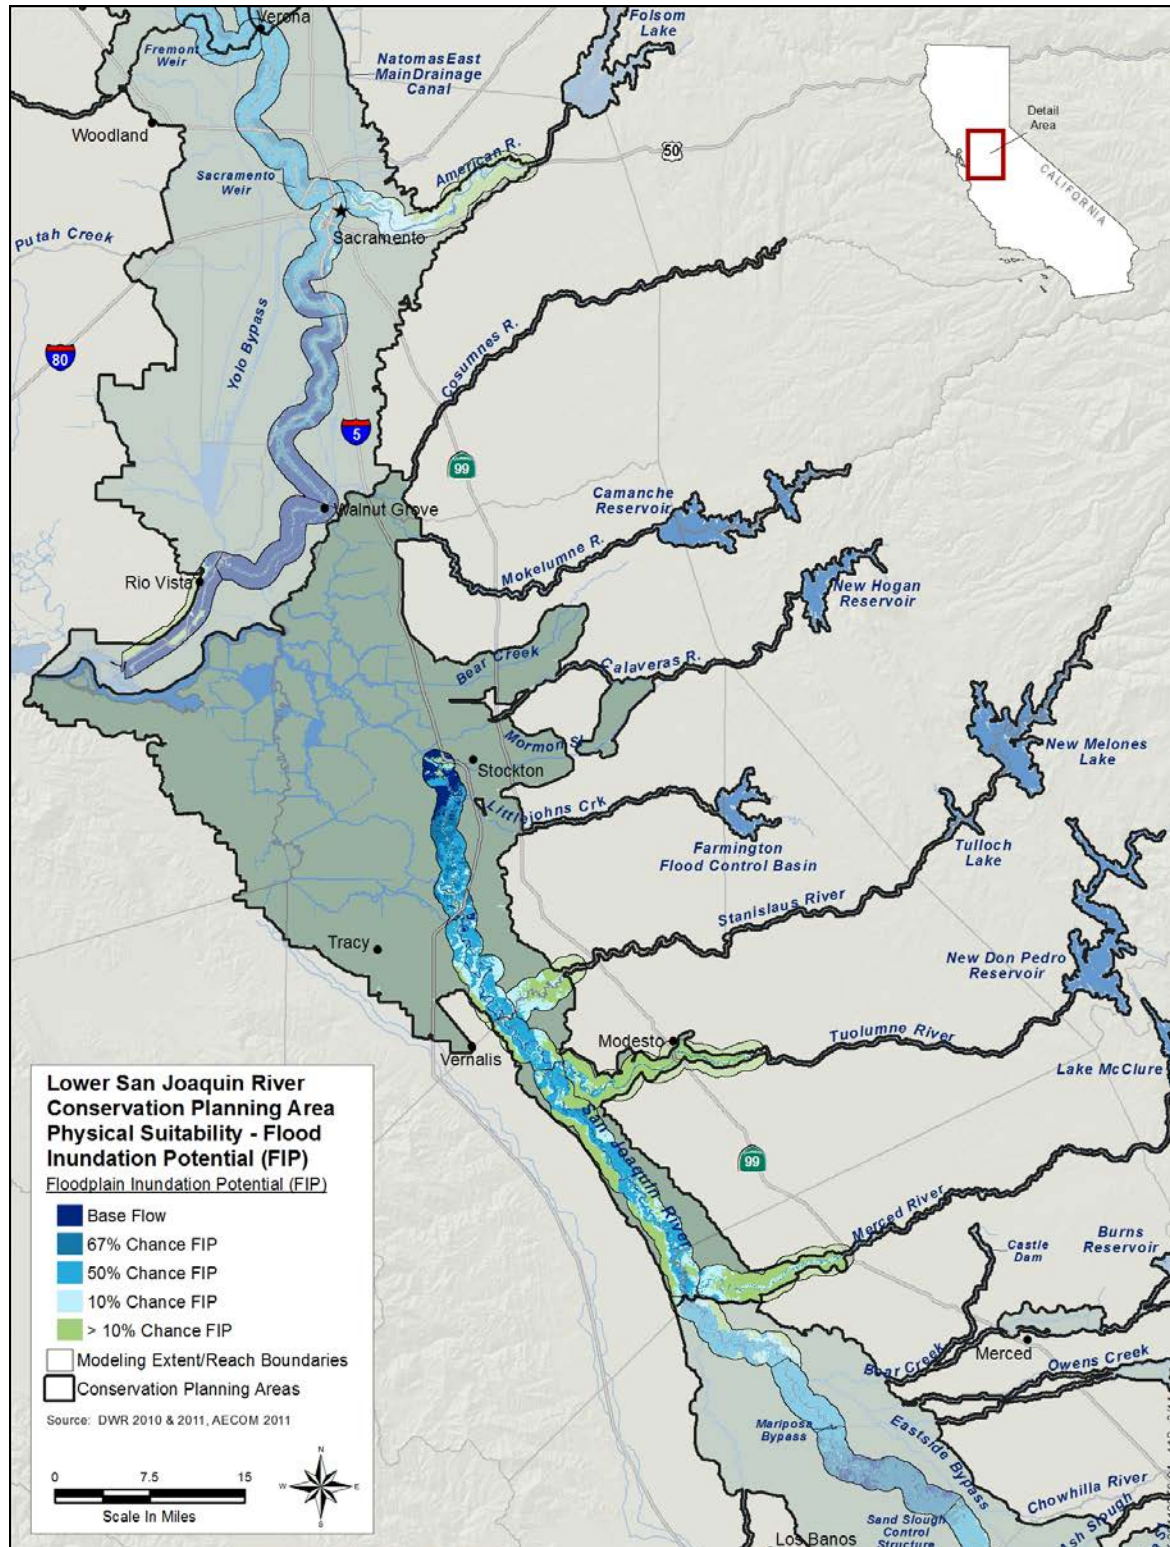 Verona
Folsom
Lake
Fremont
Weir
Natomas East
Main Drainage
Canal
Woodland
50
Detail
Area
CALIFORNIA
American R.
Sacramento
Weir
Sacramento
Putah Creek
Yolo Bypass
80
Cosumnes R.
5
99
Camanche
Reservoir
Walnut Grove
Mokelumne R.
New Hogan
Reservoir
Rio Vista
Bear Creek
Calaveras R.
Mormon Sl.
New Melones
Lake
Stockton
Littlejohns Crk
Farmington
Flood Control Basin
Tulloch
Lake
Stanislaus River
Tracy
New Don Pedro
Reservoir
Modesto
Tuolumne River
Vernalis
Lake McClure
San Joaquin River
99
Merced River
Castle
Dam
Burns
Reservoir
Bear Creek
Merced
Owens Creek
Mariposa
Bypass
Eastside Bypass
Chowhilla River
Sand Slough
Control
Structure
Ash Slough
Los Banos
Lower San Joaquin River
Conservation Planning Area
Physical Suitability - Flood
Inundation Potential (FIP)
Floodplain Inundation Potential (FIP)
Base Flow
67% Chance FIP
50% Chance FIP
10% Chance FIP
> 10% Chance FIP
Modeling Extent/Reach Boundaries
Conservation Planning Areas
Source: DWR 2010 & 2011, AECOM 2011
0 7.5 15
Scale In Miles
N
W E
S